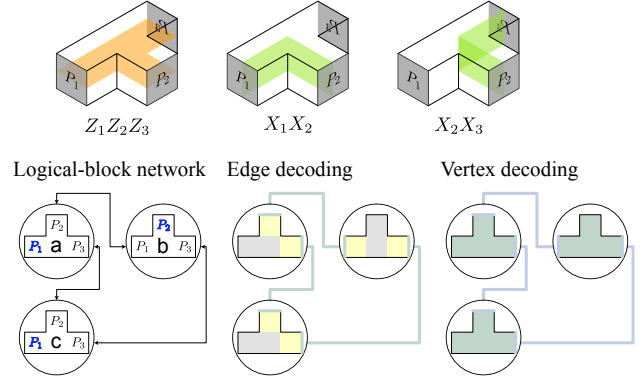 P₁ P₂ P₃
P₁ P₂
P₁ P₂
Z₁Z₂Z₃
X₁X₂
X₂X₃
Logical-block network
Edge decoding
Vertex decoding
P₂
P₁ a P₃
P₂
P₁ b P₃
P₂
P₁ c P₃